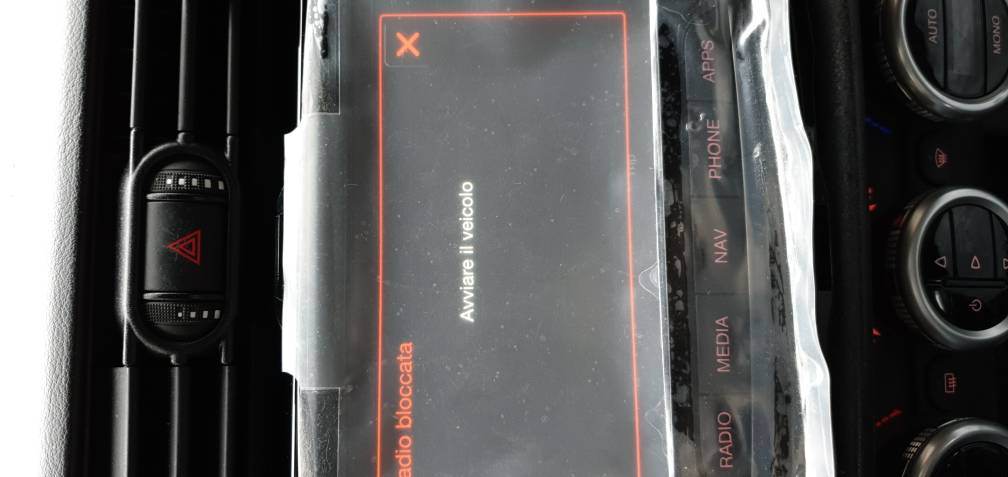 adio bloccata
Avviare il veicolo
RADIO MEDIA NAV PHONE APPS
AUTO
MONO